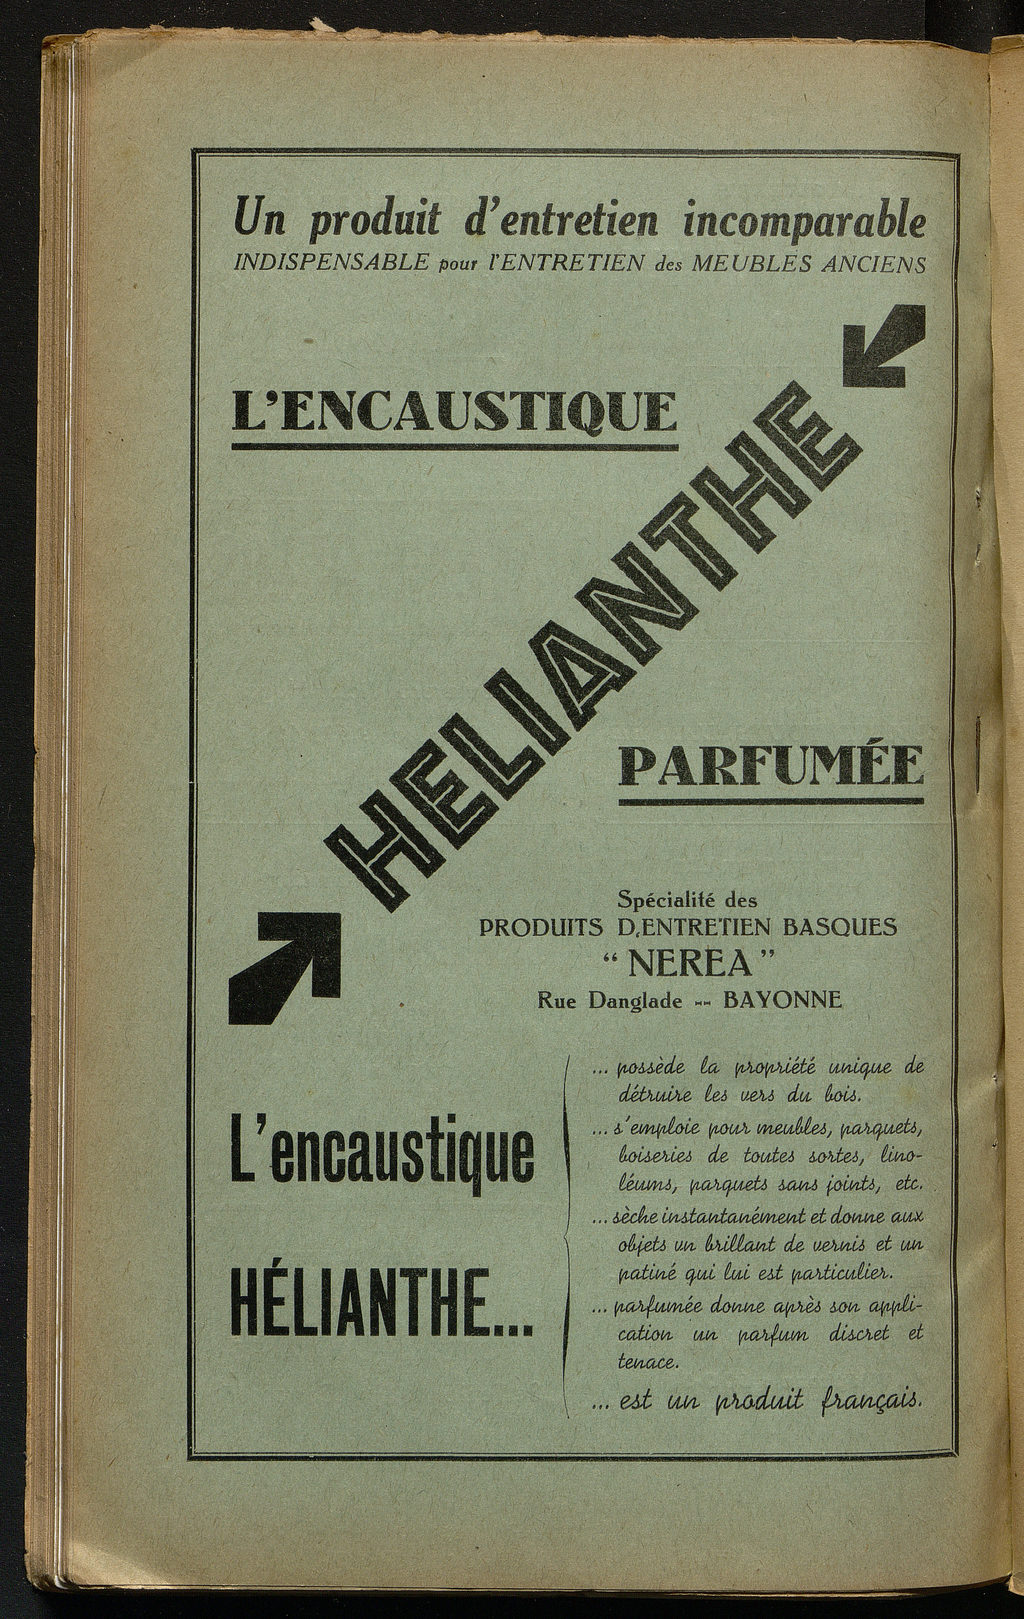 Un produit d'entretien incomparable
INDISPENSABLE pour l'ENTRETIEN des MEUBLES ANCIENS
L'ENCAUSTIQUE
HELIANTHE
PARFUMÉE
Spécialité des
PRODUITS D,ENTRETIEN BASQUES
“ NEREA ”
Rue Danglade -- BAYONNE
L'encaustique
HÉLIANTHE...
... possède la propriété unique de
détruire les vers du bois.
... s'emploie pour meubles, parquets,
boiseries de toutes sortes, lino-
léums, parquets sans joints, etc.
... sèche instantanément et donne aux
objets un brillant de vernis et un
patiné qui lui est particulier.
... parfumée donne après son appli-
cation un parfum discret et
tenace.
... est un produit français.